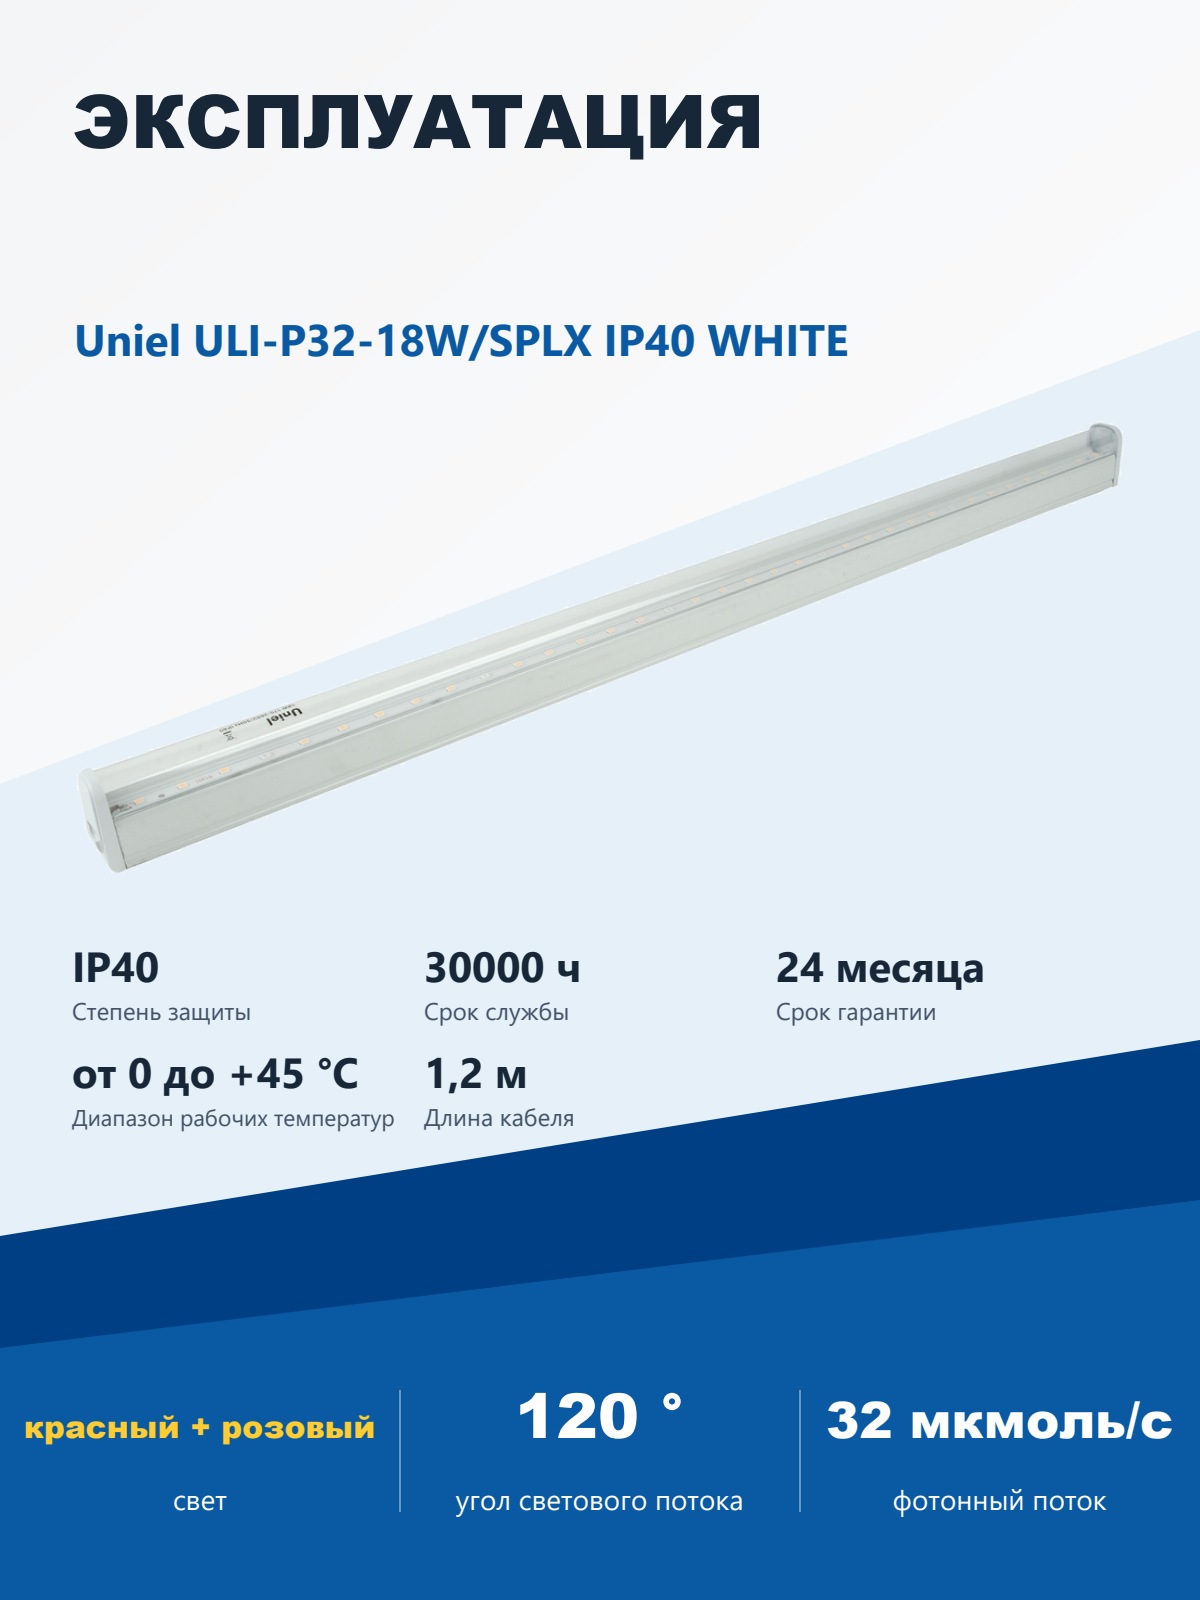 ЭКСПЛУАТАЦИЯ
Uniel ULI-P32-18W/SPLX IP40 WHITE
Uniel
IP40
Степень защиты
30000 ч
Срок службы
24 месяца
Срок гарантии
от 0 до +45 °C
Диапазон рабочих температур
1,2 м
Длина кабеля
красный + розовый
свет
120 °
угол светового потока
32 мкмоль/с
фотонный поток